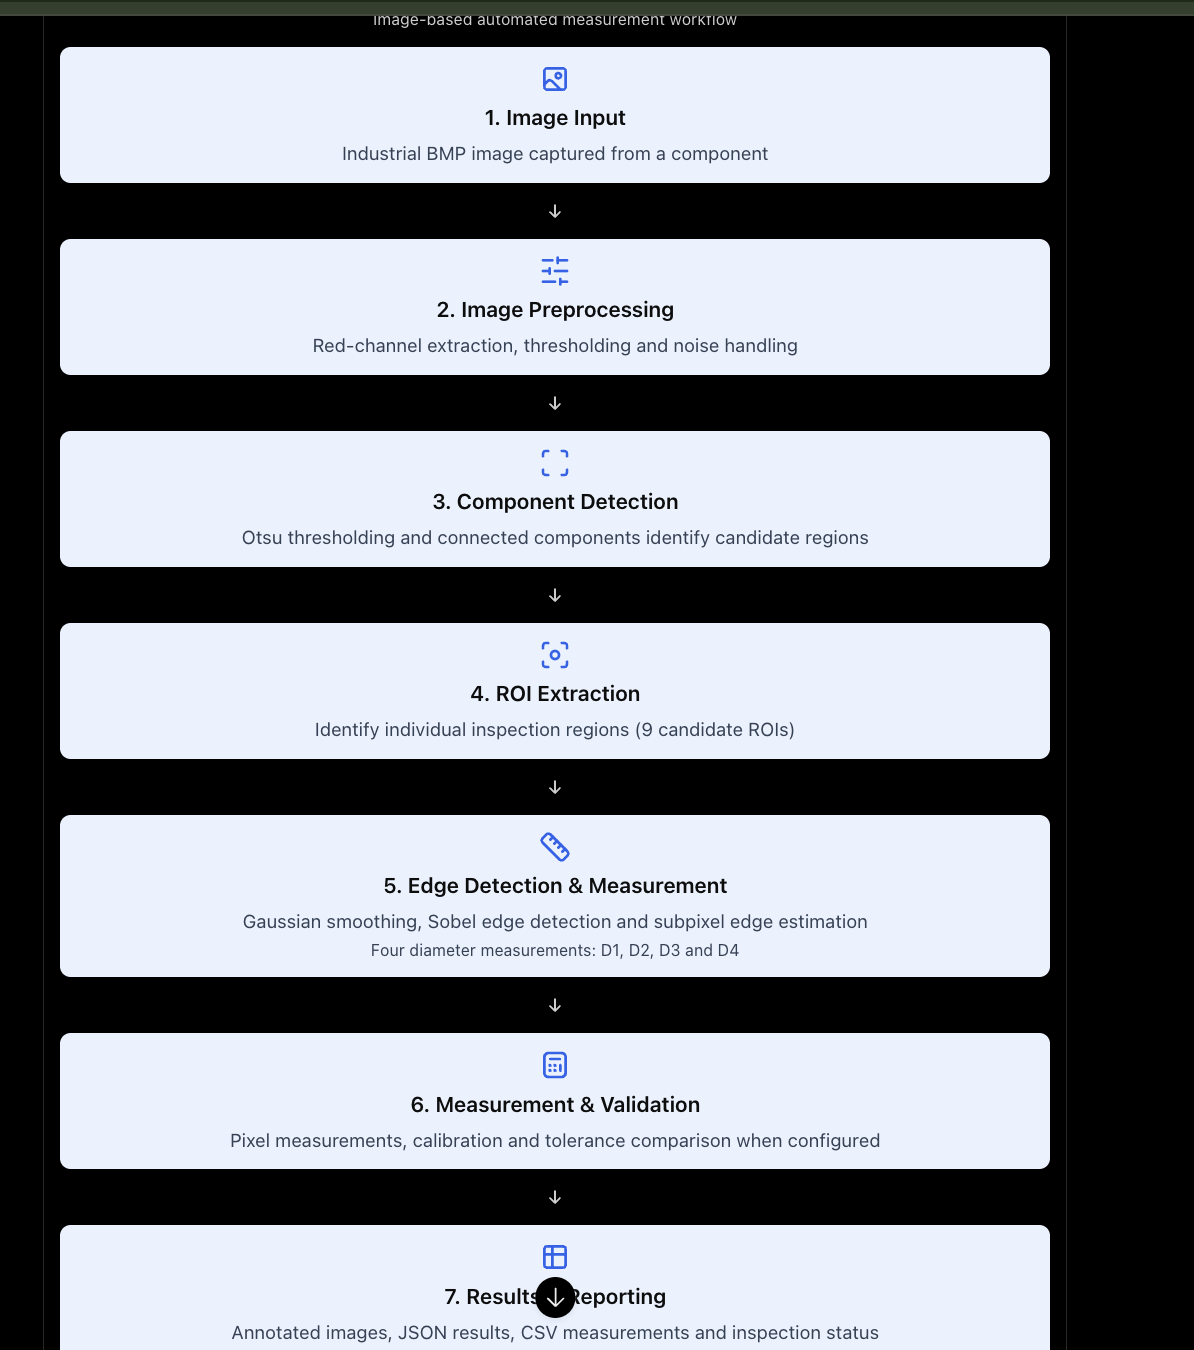 Image-based automated measurement workflow
1. Image Input
Industrial BMP image captured from a component
2. Image Preprocessing
Red-channel extraction, thresholding and noise handling
3. Component Detection
Otsu thresholding and connected components identify candidate regions
4. ROI Extraction
Identify individual inspection regions (9 candidate ROIs)
5. Edge Detection & Measurement
Gaussian smoothing, Sobel edge detection and subpixel edge estimation
Four diameter measurements: D1, D2, D3 and D4
6. Measurement & Validation
Pixel measurements, calibration and tolerance comparison when configured
7. Results Reporting
Annotated images, JSON results, CSV measurements and inspection status